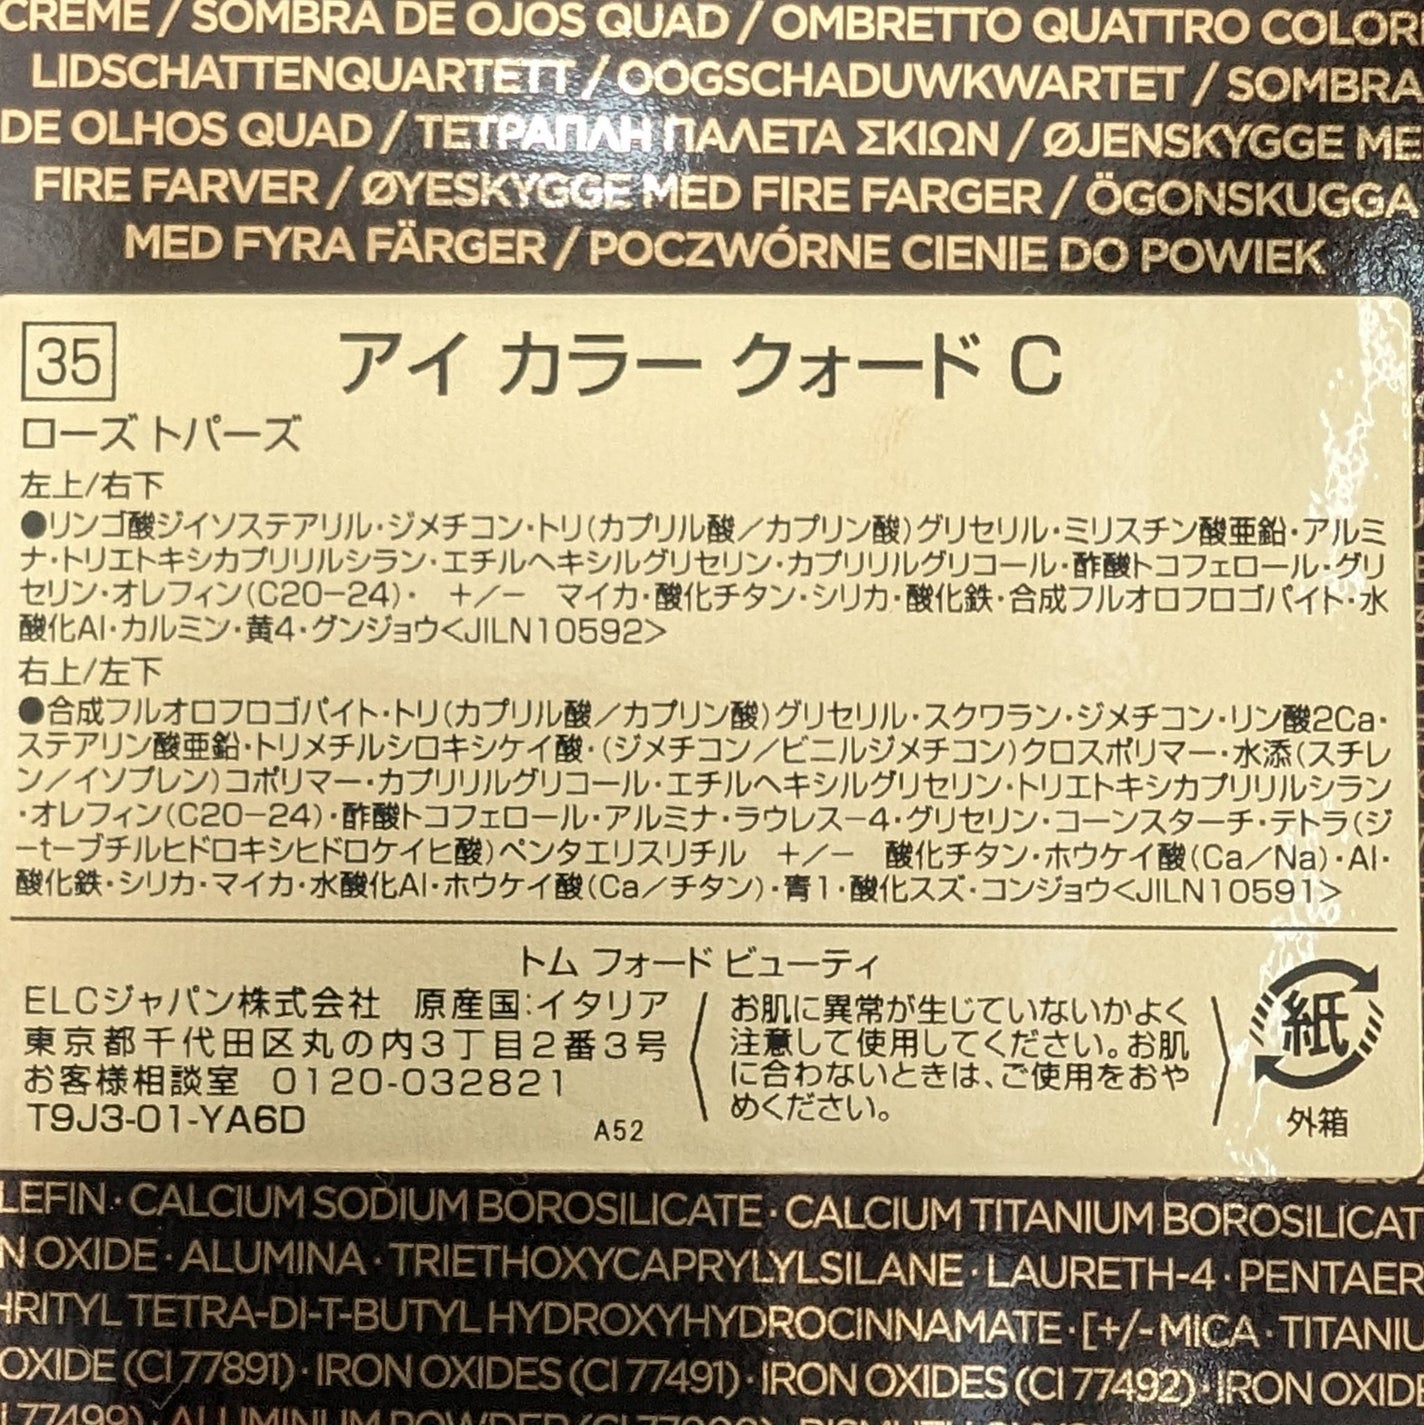 CRÈME / SOMBRA DE OJOS QUAD / OMBRETTO QUATTRO COLORI
LIDSCHATTENQUARTETT / OOGSCHADUWKWARTET / SOMBRA
DE OLHOS QUAD / ΤΕΤΡΑΠΛΗ ΠΑΛΕΤΑ ΣΚΙΩΝ / ØJENSKYGGE ME
FIRE FARVER / ØYESKYGGE MED FIRE FARGER / ÖGONSKUGGA
MED FYRA FÄRGER / POCZWÓRNE CIENIE DO POWIEK
35 アイ カラー クォード C
ローズ トパーズ
左上/右下
●リンゴ酸ジイソステアリル・ジメチコン・トリ(カプリル酸／カプリン酸)グリセリル・ミリスチン酸亜鉛・アルミ
ナ・トリエトキシカプリリルシラン・エチルヘキシルグリセリン・カプリリルグリコール・酢酸トコフェロール・グリ
セリン・オレフィン(C20−24)・ ＋／− マイカ・酸化チタン・シリカ・酸化鉄・合成フルオロフロゴパイト・水
酸化Al・カルミン・黄4・グンジョウ<JILN10592>
右上/左下
●合成フルオロフロゴパイト・トリ(カプリル酸／カプリン酸)グリセリル・スクワラン・ジメチコン・リン酸2Ca・
ステアリン酸亜鉛・トリメチルシロキシケイ酸・(ジメチコン／ビニルジメチコン)クロスポリマー・水添(スチレ
ン／イソプレン)コポリマー・カプリリルグリコール・エチルヘキシルグリセリン・トリエトキシカプリリルシラン
・オレフィン(C20−24)・酢酸トコフェロール・アルミナ・ラウレス−4・グリセリン・コーンスターチ・テトラ(ジ
−t−ブチルヒドロキシヒドロケイヒ酸)ペンタエリスリチル ＋／− 酸化チタン・ホウケイ酸(Ca／Na)・Al・
酸化鉄・シリカ・マイカ・水酸化Al・ホウケイ酸(Ca／チタン)・青1・酸化スズ・コンジョウ<JILN10591>
トム フォード ビューティ
ELCジャパン株式会社 原産国:イタリア
東京都千代田区丸の内3丁目2番3号
お客様相談室 0120-032821
T9J3-01-YA6D A52
お肌に異常が生じていないかよく
注意して使用してください。お肌
に合わないときは、ご使用をおや
めください。
紙
外箱
LEFIN · CALCIUM SODIUM BOROSILICATE · CALCIUM TITANIUM BOROSILICAT
N OXIDE · ALUMINA · TRIETHOXYCAPRYLYLSILANE · LAURETH-4 · PENTAER
HRITYL TETRA-DI-T-BUTYL HYDROXYHYDROCINNAMATE · [+/- MICA · TITANIU
OXIDE (CI 77891) · IRON OXIDES (CI 77491) · IRON OXIDES (CI 77492) · IRON OXIDE